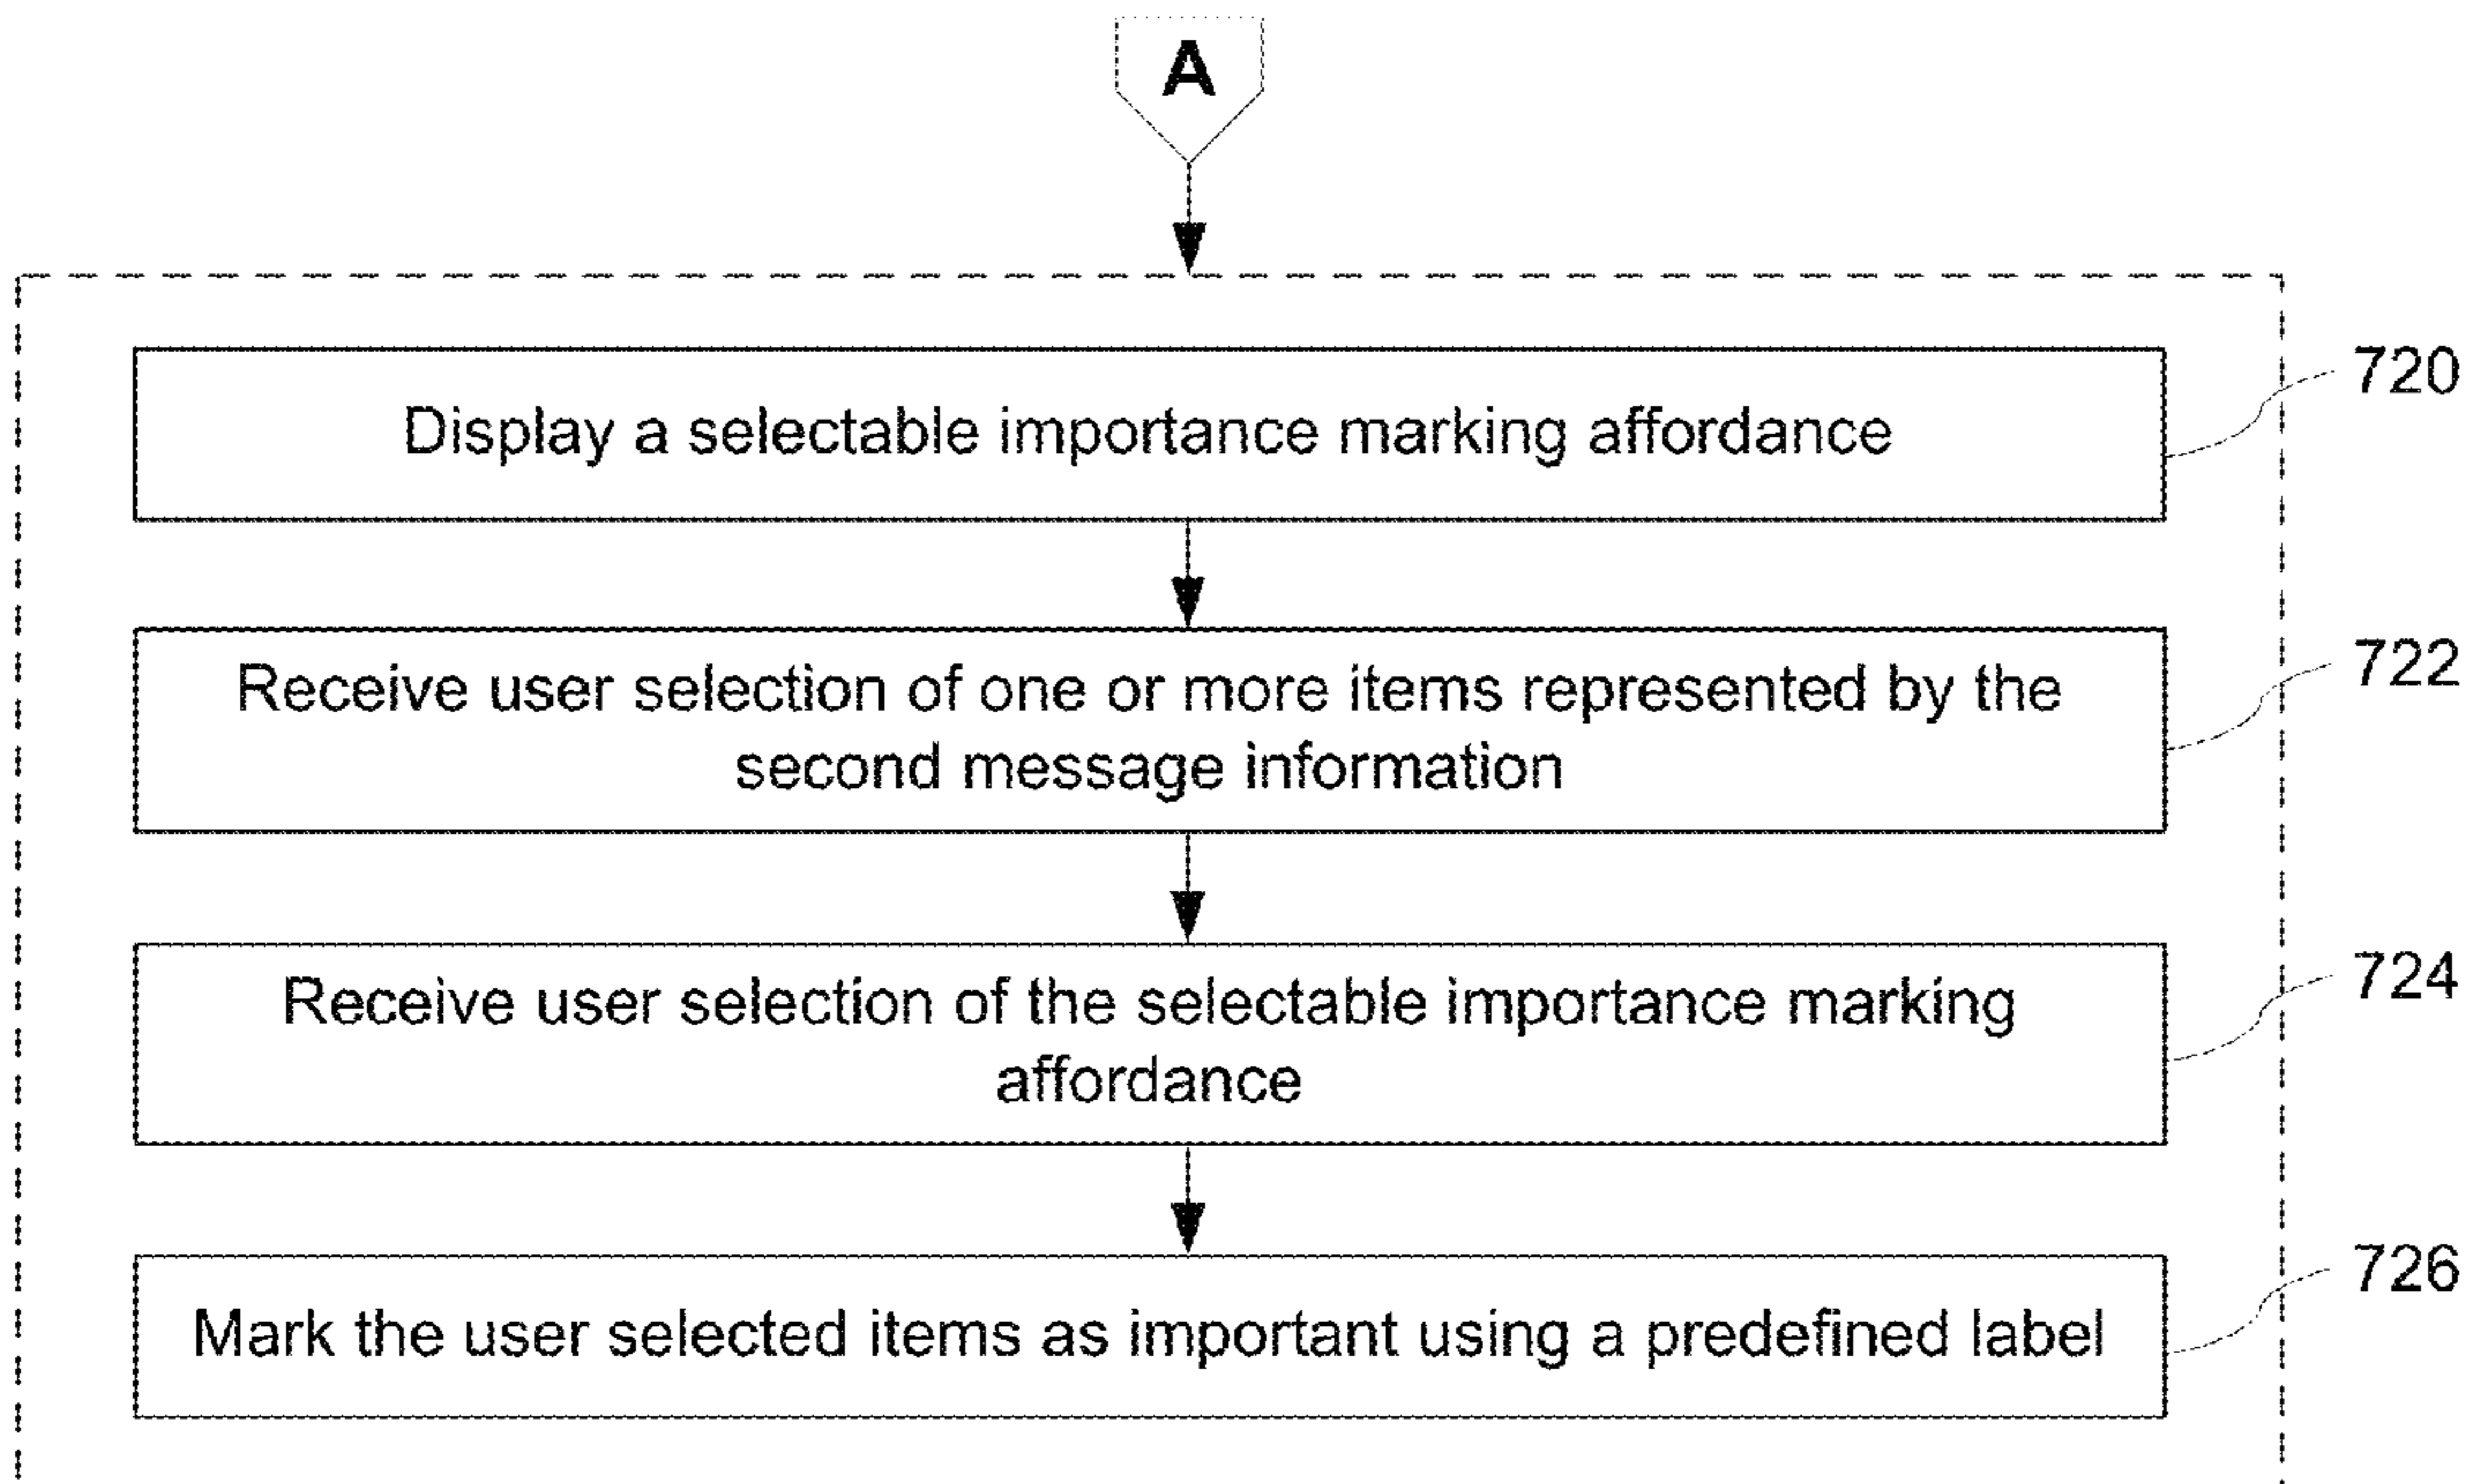 A
Display a selectable importance marking affordance
720
Receive user selection of one or more items represented by the
second message information
722
Receive user selection of the selectable importance marking
affordance
724
Mark the user selected items as important using a predefined label
726